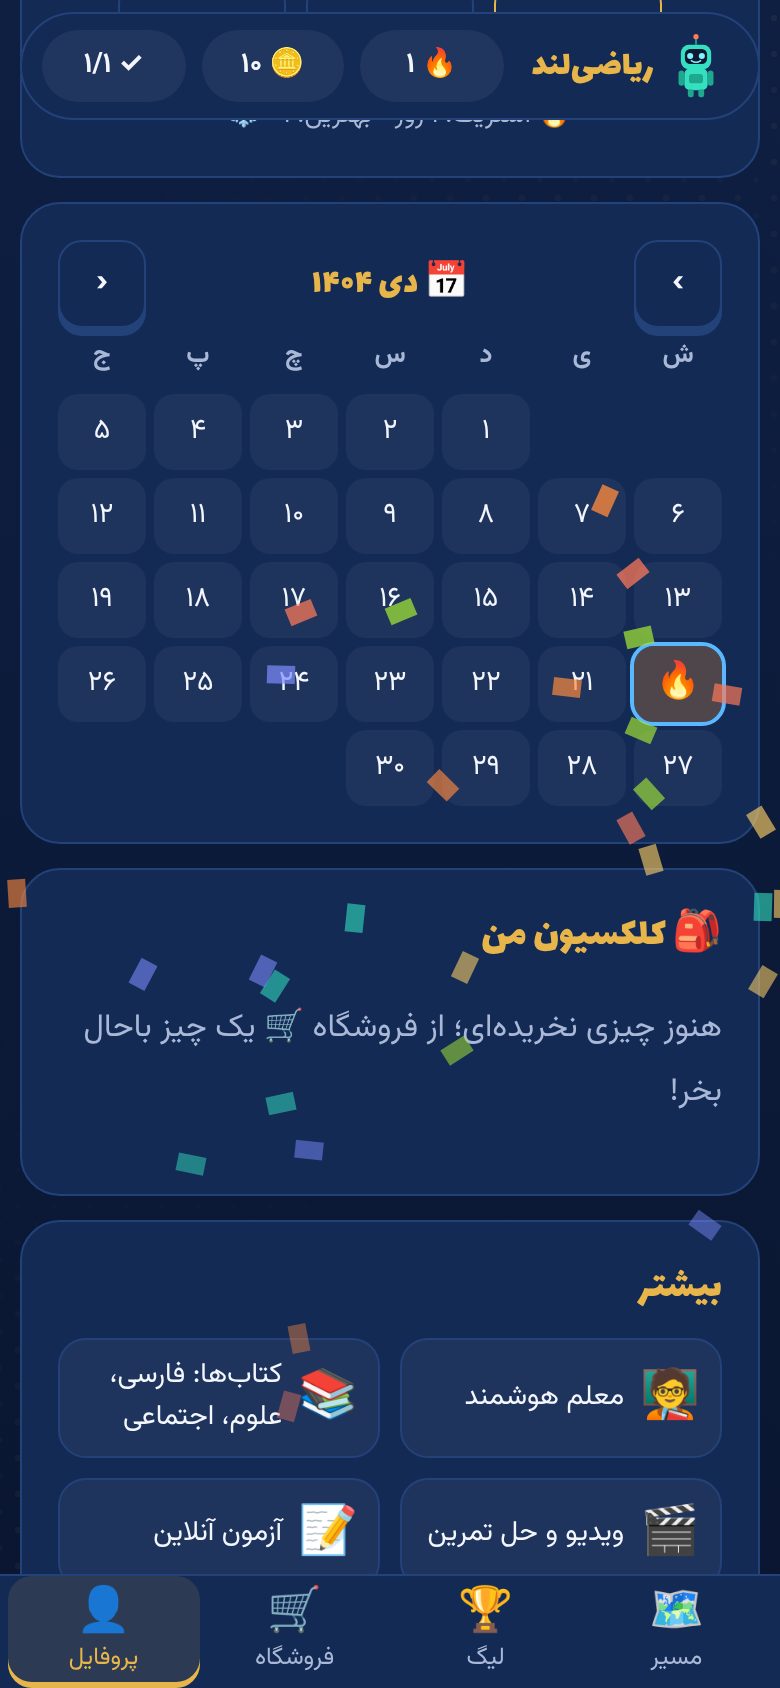 ریاضی‌لند
🔥 ۱
🪙 ۱۰
✓ ۱/۱
📅 دی ۱۴۰۴
ش ی د س چ پ ج
۱ ۲ ۳ ۴ ۵
۶ ۷ ۸ ۹ ۱۰ ۱۱ ۱۲
۱۳ ۱۴ ۱۵ ۱۶ ۱۷ ۱۸ ۱۹
🔥 ۲۱ ۲۲ ۲۳ ۲۴ ۲۵ ۲۶
۲۷ ۲۸ ۲۹ ۳۰
🎒 کلکسیون من
هنوز چیزی نخریده‌ای؛ از فروشگاه 🛒 یک چیز باحال
بخر!
بیشتر
معلم هوشمند
کتاب‌ها: فارسی،
علوم، اجتماعی
ویدیو و حل تمرین
آزمون آنلاین
مسیر
لیگ
فروشگاه
پروفایل